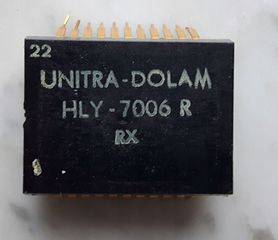 22
UNITRA-DOLAM
HLY-7006 R
RX